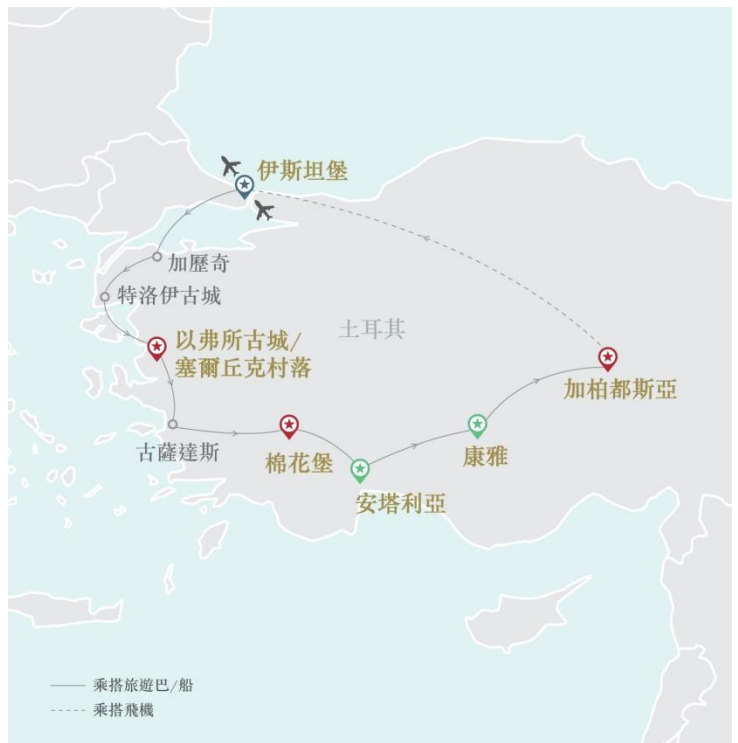 伊斯坦堡
加歷奇
特洛伊古城
土耳其
以弗所古城/
塞爾丘克村落
加柏都斯亞
古薩達斯
棉花堡
康雅
安塔利亞
乘搭旅遊巴/船
乘搭飛機